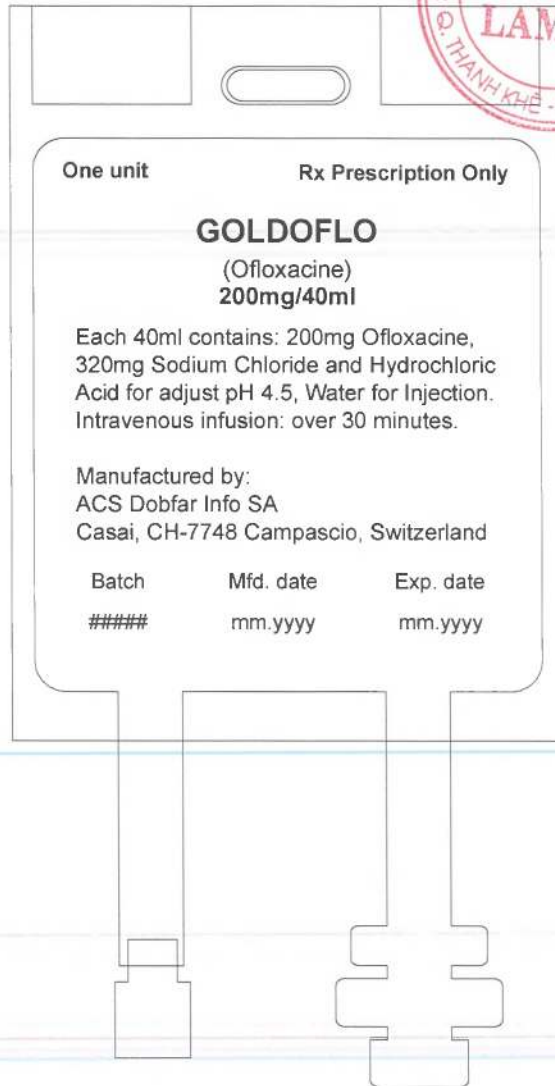 LAM
Q. THANH KHÊ -
One unit
Rx Prescription Only
GOLDOFLO
(Ofloxacine)
200mg/40ml
Each 40ml contains: 200mg Ofloxacine,
320mg Sodium Chloride and Hydrochloric
Acid for adjust pH 4.5, Water for Injection.
Intravenous infusion: over 30 minutes.
Manufactured by:
ACS Dobfar Info SA
Casai, CH-7748 Campascio, Switzerland
Batch Mfd. date Exp. date
##### mm.yyyy mm.yyyy